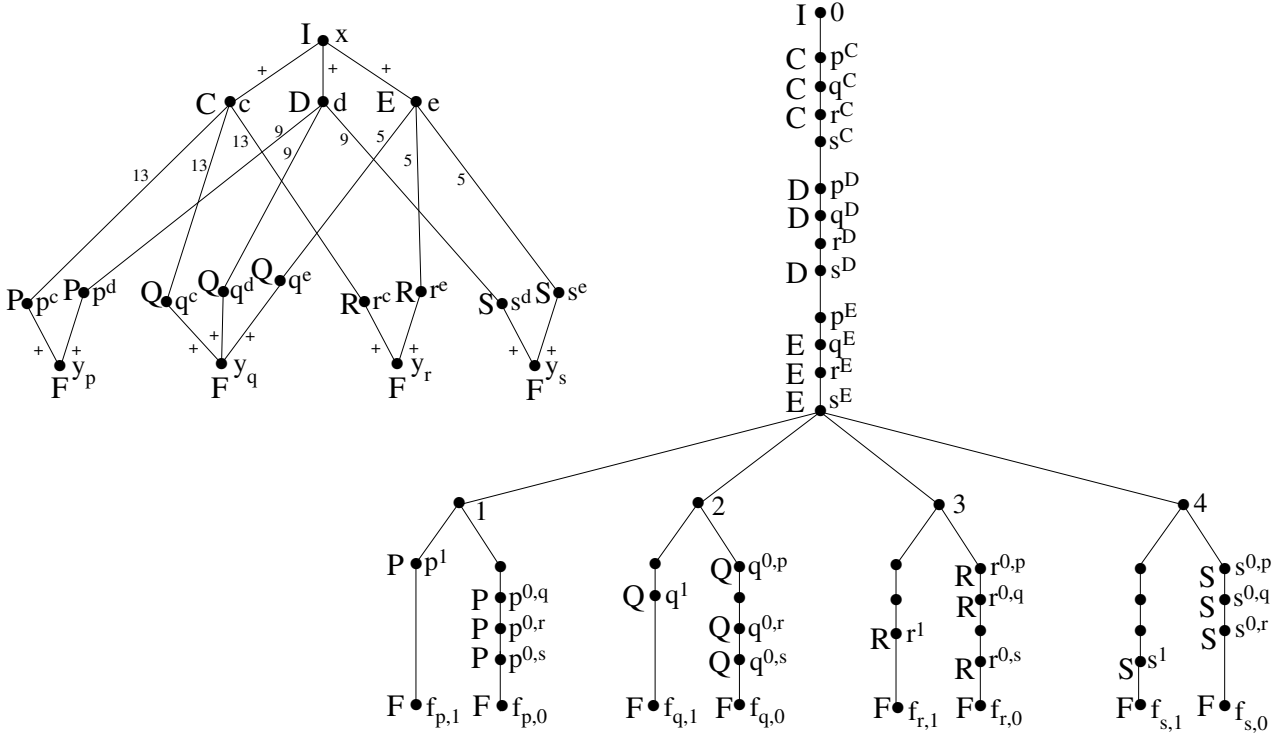 I x
+ + +
C c D d E e
13 13 13 9 9 9 5 5 5
P p^c P p^d Q q^c Q q^d Q q^e R r^c R r^e S s^d S s^e
+ + + + + + + + +
F y_p F y_q F y_r F y_s
I 0
C p^C
C q^C
C r^C
s^C
D p^D
D q^D
r^D
D s^D
p^E
E q^E
E r^E
E s^E
1 2 3 4
P p^1 Q q^{0,p} R r^{0,p} S s^{0,p}
P p^{0,q} Q q^1 R r^{0,q} S s^{0,q}
P p^{0,r} Q q^{0,r} R r^1 S s^{0,r}
P p^{0,s} Q q^{0,s} R r^{0,s} S s^1
F f_{p,1} F f_{p,0} F f_{q,1} F f_{q,0} F f_{r,1} F f_{r,0} F f_{s,1} F f_{s,0}